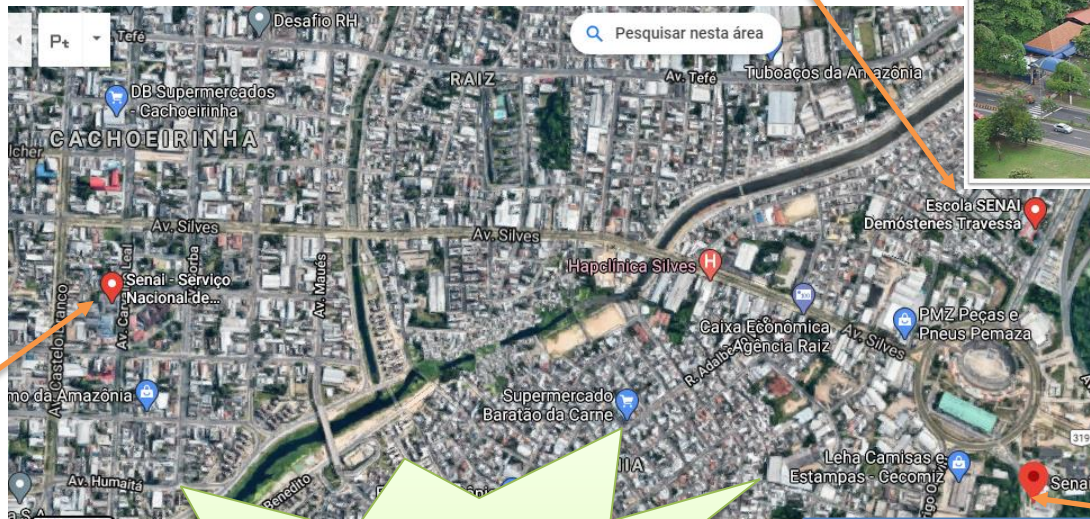 Desafio RH
Pesquisar nesta área
Tefé
RAIZ
Av. Tefé
Tuboaços da Amazônia
DB Supermercados
- Cachoeirinha
CACHOEIRINHA
Escola SENAI
Demóstenes Travessa
Av. Silves
Av. Silves
Hapclínica Silves
H
Senai - Serviço
Nacional de...
Av. Castelo Branco
Av. Maués
Caixa Econômica
Agência Raiz
Av. Silves
PMZ Peças e
Pneus Pemaza
mo da Amazônia
Supermercado
Baratão da Carne
319
Leha Camisas e
Estampas - Cecomiz
Av. Humaitá
Benedito
Senai